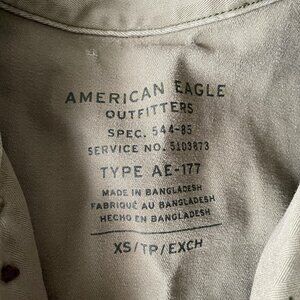 AMERICAN EAGLE
OUTFITTERS
SPEC. 544-85
SERVICE NO. 5103873
TYPE AE-177
MADE IN BANGLADESH
FABRIQUÉ AU BANGLADESH
HECHO EN BANGLADESH
XS/TP/EXCH